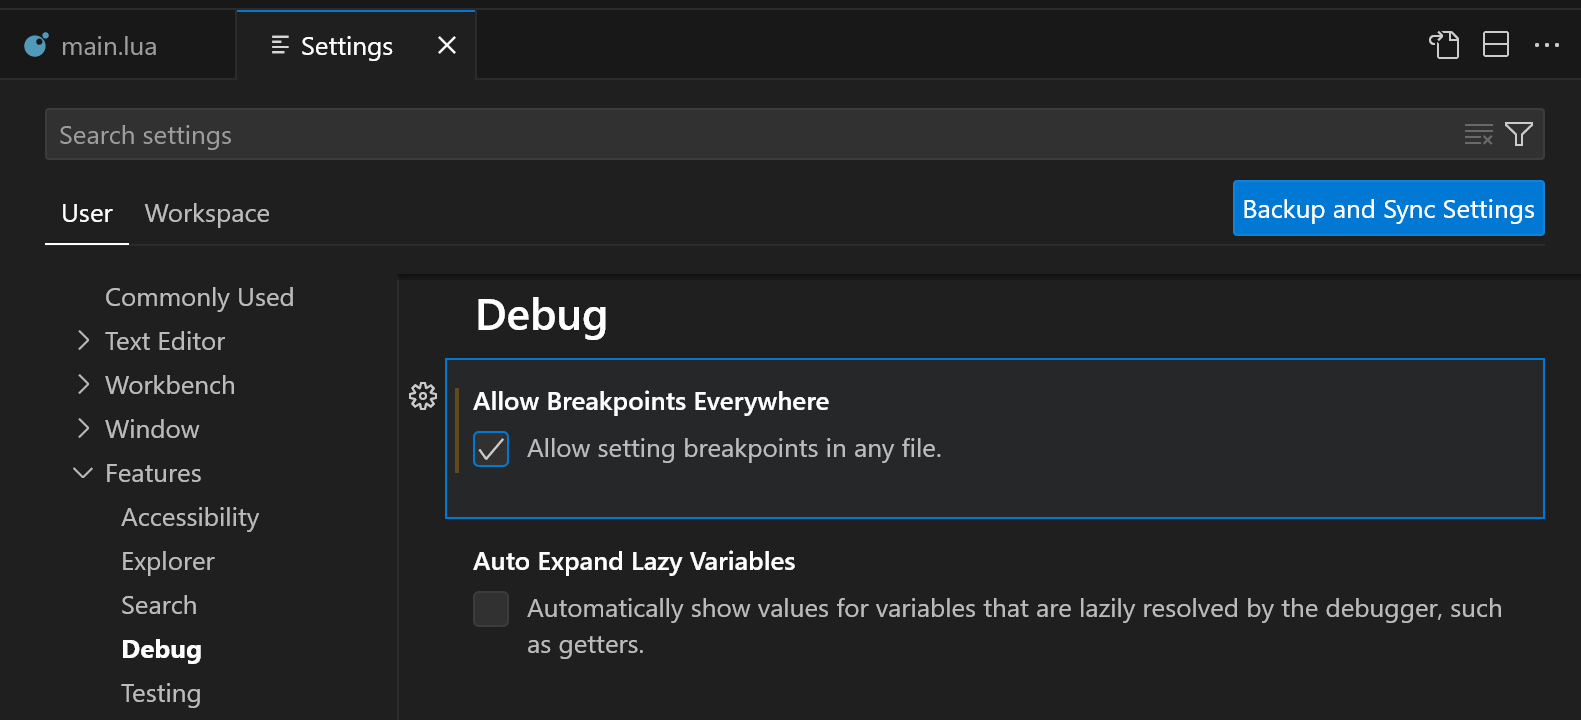 main.lua
Settings
Search settings
User
Workspace
Backup and Sync Settings
Commonly Used
Text Editor
Workbench
Window
Features
Accessibility
Explorer
Search
Debug
Testing
Debug
Allow Breakpoints Everywhere
Allow setting breakpoints in any file.
Auto Expand Lazy Variables
Automatically show values for variables that are lazily resolved by the debugger, such
as getters.